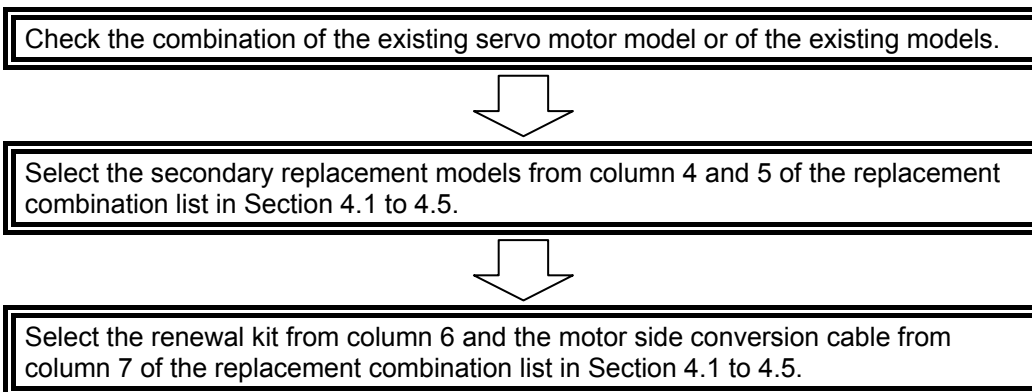 Check the combination of the existing servo motor model or of the existing models.
Select the secondary replacement models from column 4 and 5 of the replacement
combination list in Section 4.1 to 4.5.
Select the renewal kit from column 6 and the motor side conversion cable from
column 7 of the replacement combination list in Section 4.1 to 4.5.